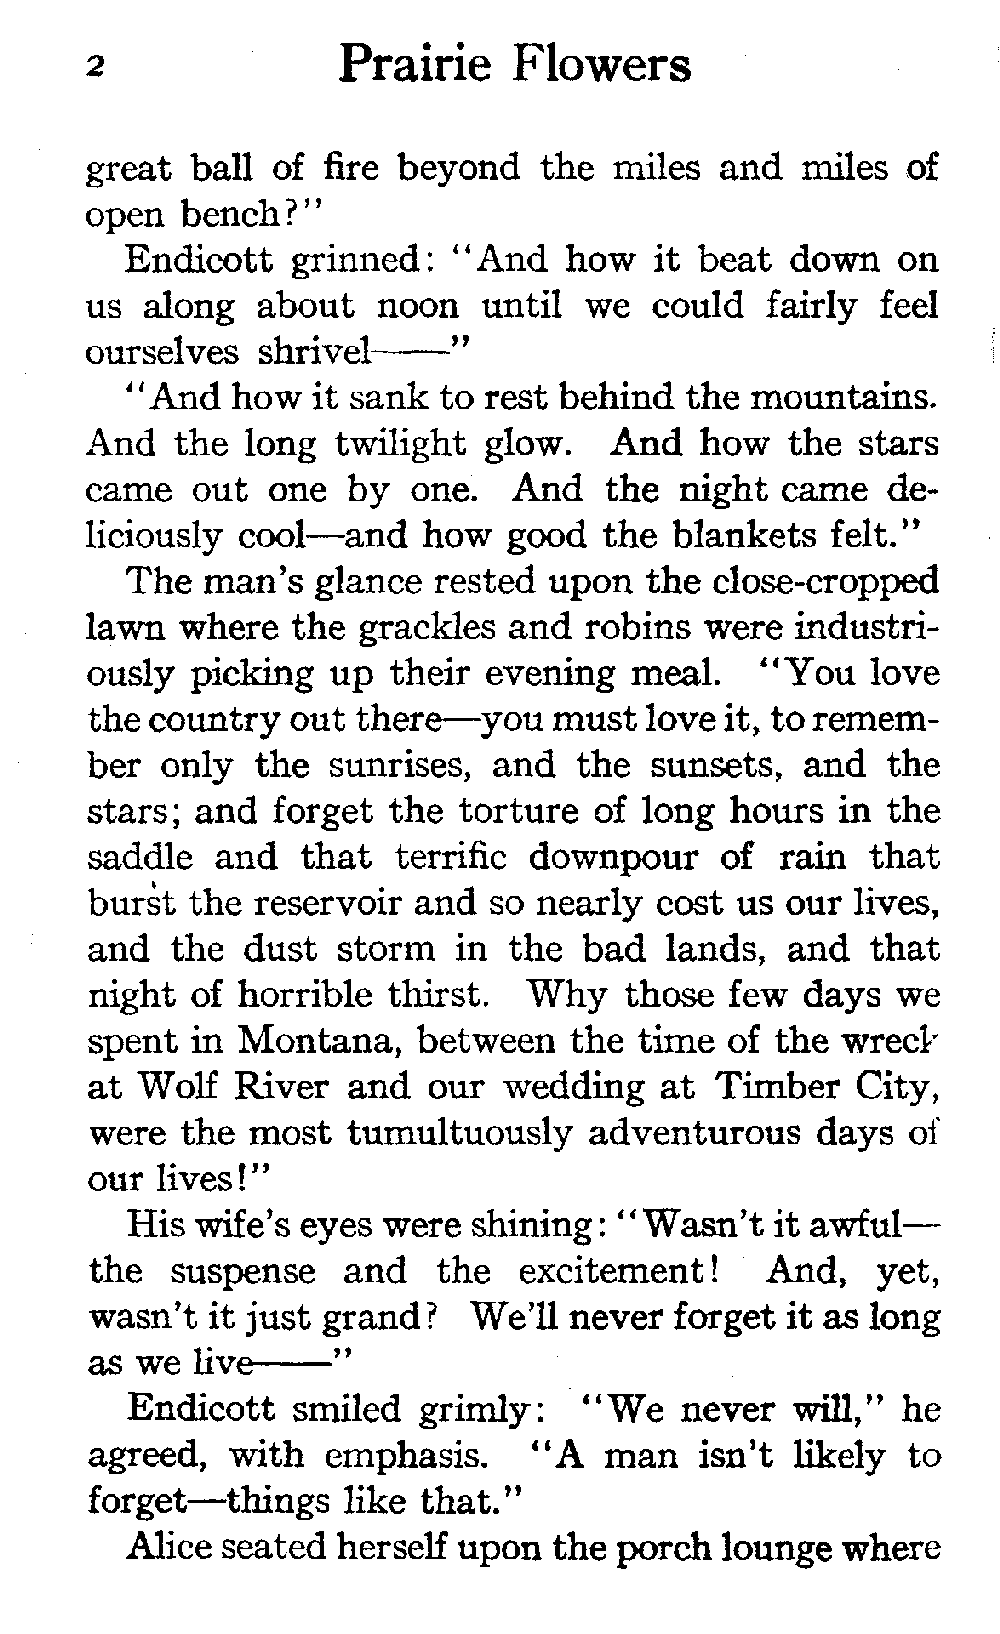 2 Prairie Flowers
great ball of fire beyond the miles and miles of
open bench?"
Endicott grinned: "And how it beat down on
us along about noon until we could fairly feel
ourselves shrivel——"
"And how it sank to rest behind the mountains.
And the long twilight glow. And how the stars
came out one by one. And the night came de-
liciously cool—and how good the blankets felt."
The man's glance rested upon the close-cropped
lawn where the grackles and robins were industri-
ously picking up their evening meal. "You love
the country out there—you must love it, to remem-
ber only the sunrises, and the sunsets, and the
stars; and forget the torture of long hours in the
saddle and that terrific downpour of rain that
burst the reservoir and so nearly cost us our lives,
and the dust storm in the bad lands, and that
night of horrible thirst. Why those few days we
spent in Montana, between the time of the wreck
at Wolf River and our wedding at Timber City,
were the most tumultuously adventurous days of
our lives!"
His wife's eyes were shining: "Wasn't it awful—
the suspense and the excitement! And, yet,
wasn't it just grand? We'll never forget it as long
as we live——"
Endicott smiled grimly: "We never will," he
agreed, with emphasis. "A man isn't likely to
forget—things like that."
Alice seated herself upon the porch lounge where